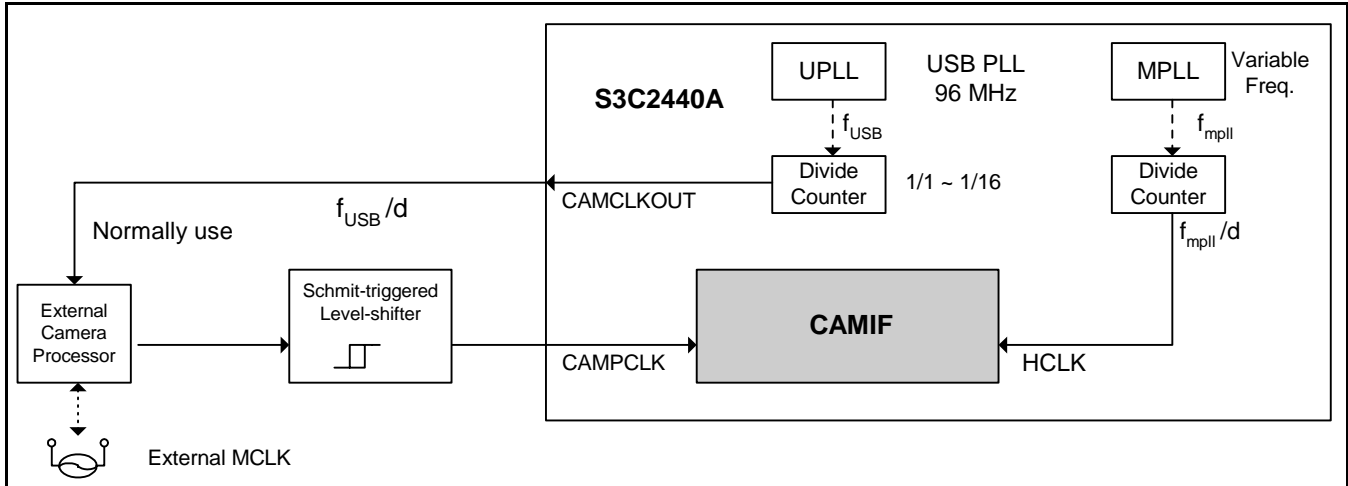 S3C2440A
UPLL
USB PLL
96 MHz
MPLL
Variable
Freq.
fUSB
fmpll
Divide
Counter
1/1 ~ 1/16
Divide
Counter
CAMCLKOUT
fUSB /d
fmpll /d
Normally use
External
Camera
Processor
Schmit-triggered
Level-shifter
CAMIF
CAMPCLK
HCLK
External MCLK